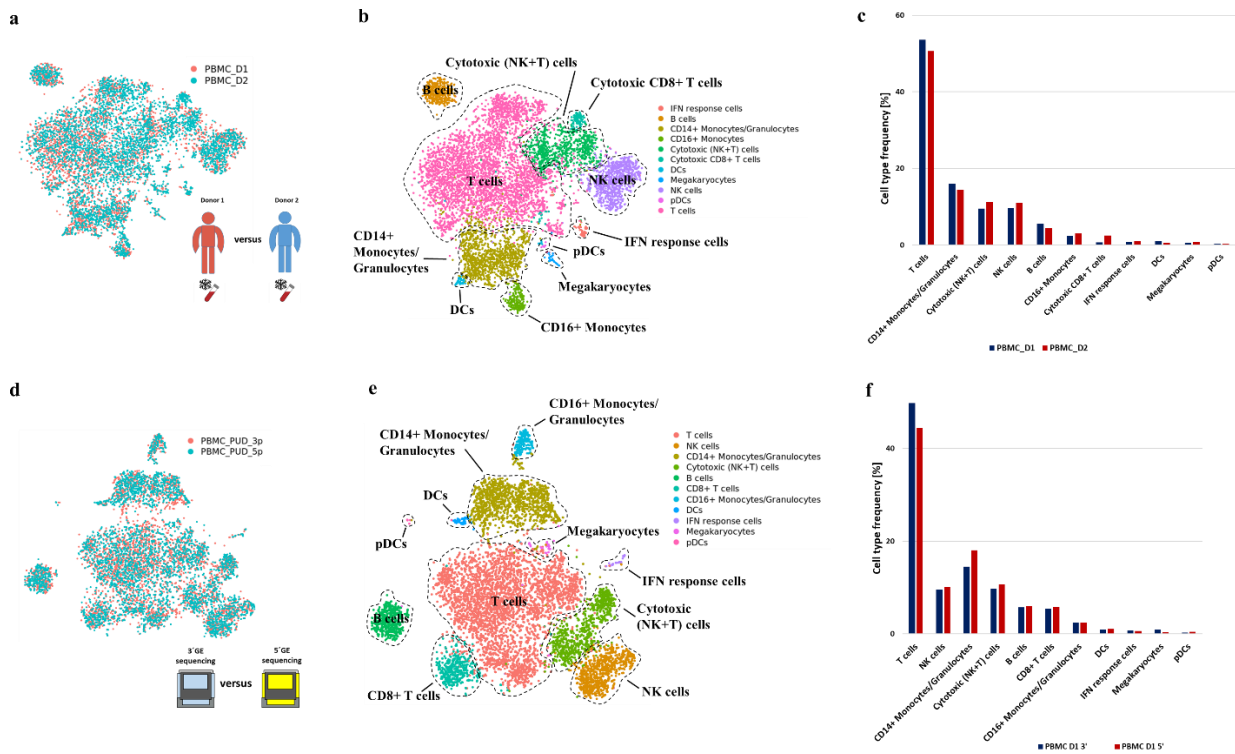 a
PBMC_D1
PBMC_D2
Donor 1
Donor 2
versus
b
Cytotoxic (NK+T) cells
Cytotoxic CD8+ T cells
B cells
IFN response cells
B cells
CD14+ Monocytes/Granulocytes
CD16+ Monocytes
Cytotoxic (NK+T) cells
Cytotoxic CD8+ T cells
DCs
Megakaryocytes
NK cells
pDCs
T cells
T cells
NK cells
CD14+
Monocytes/
Granulocytes
IFN response cells
pDCs
Megakaryocytes
DCs
CD16+ Monocytes
c
Cell type frequency [%]
60
40
20
0
T cells
CD14+ Monocytes/Granulocytes
Cytotoxic (NK+T) cells
NK cells
B cells
CD16+ Monocytes
Cytotoxic CD8+ T cells
IFN response cells
DCs
Megakaryocytes
pDCs
PBMC_D1
PBMC_D2
d
PBMC_PUD_3p
PBMC_PUD_5p
3´GE
sequencing
versus
5´GE
sequencing
e
CD16+ Monocytes/
Granulocytes
CD14+ Monocytes/
Granulocytes
T cells
NK cells
CD14+ Monocytes/Granulocytes
Cytotoxic (NK+T) cells
B cells
CD8+ T cells
CD16+ Monocytes/Granulocytes
DCs
IFN response cells
Megakaryocytes
pDCs
DCs
pDCs
Megakaryocytes
IFN response cells
T cells
B cells
Cytotoxic
(NK+T) cells
CD8+ T cells
NK cells
f
Cell type frequency [%]
40
20
0
T cells
NK cells
CD14+ Monocytes/Granulocytes
Cytotoxic (NK+T) cells
B cells
CD8+ T cells
CD16+ Monocytes/Granulocytes
DCs
IFN response cells
Megakaryocytes
pDCs
PBMC D1 3'
PBMC D1 5'